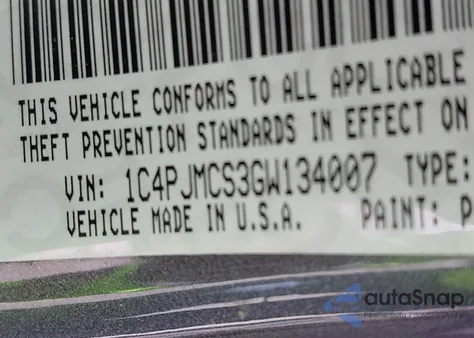 THIS VEHICLE CONFORMS TO ALL APPLICABLE
THEFT PREVENTION STANDARDS IN EFFECT ON
VIN: 1C4PJMCS3GW134007 TYPE:
VEHICLE MADE IN U.S.A. PAINT: P
autaSnap